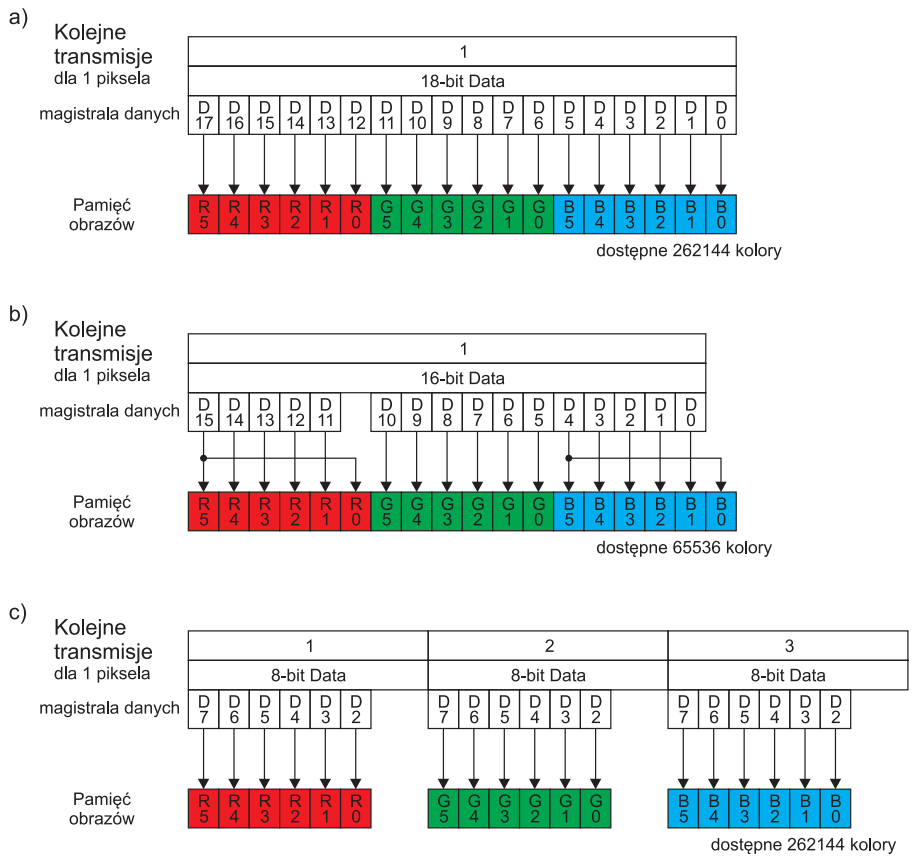 a)
Kolejne
transmisje
dla 1 piksela
1
18-bit Data
magistrala danych
D D D D D D D D D D D D D D D D D D
17 16 15 14 13 12 11 10 9 8 7 6 5 4 3 2 1 0
Pamięć
obrazów
R R R R R R G G G G G G B B B B B B
5 4 3 2 1 0 5 4 3 2 1 0 5 4 3 2 1 0
dostępne 262144 kolory
b)
Kolejne
transmisje
dla 1 piksela
1
16-bit Data
magistrala danych
D D D D D D D D D D D D D D D D
15 14 13 12 11 10 9 8 7 6 5 4 3 2 1 0
Pamięć
obrazów
R R R R R R G G G G G G B B B B B B
5 4 3 2 1 0 5 4 3 2 1 0 5 4 3 2 1 0
dostępne 65536 kolory
c)
Kolejne
transmisje
dla 1 piksela
1 2 3
8-bit Data 8-bit Data 8-bit Data
magistrala danych
D D D D D D D D D D D D D D D D D D
7 6 5 4 3 2 7 6 5 4 3 2 7 6 5 4 3 2
Pamięć
obrazów
R R R R R R G G G G G G B B B B B B
5 4 3 2 1 0 5 4 3 2 1 0 5 4 3 2 1 0
dostępne 262144 kolory